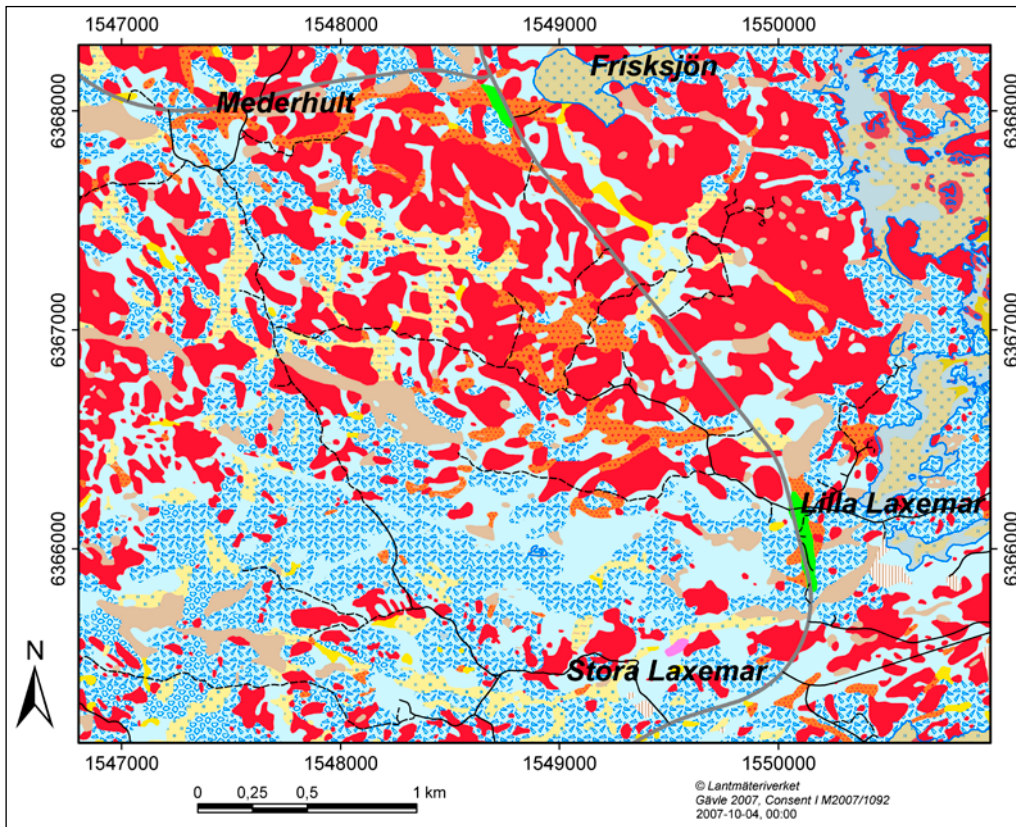 1547000 1548000 1549000 1550000
6368000 6368000
Frisksjön
Mederhult
6367000 6367000
Lilla Laxemar
6366000 6366000
Stora Laxemar
N
1547000 1548000 1549000 1550000
0 0,25 0,5 1 km
© Lantmäteriverket
Gävle 2007, Consent I M2007/1092
2007-10-04, 00:00